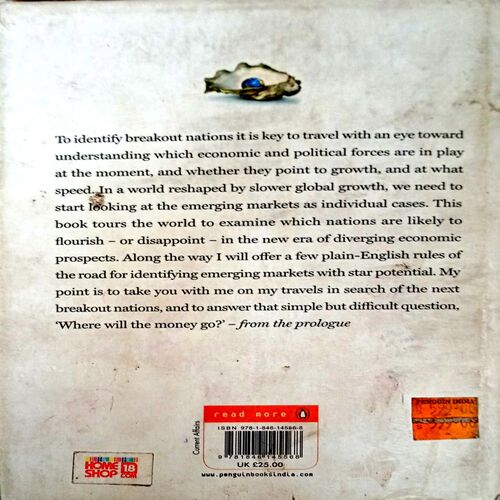 To identify breakout nations it is key to travel with an eye toward
understanding which economic and political forces are in play
at the moment, and whether they point to growth, and at what
speed. In a world reshaped by slower global growth, we need to
start looking at the emerging markets as individual cases. This
book tours the world to examine which nations are likely to
flourish – or disappoint – in the new era of diverging economic
prospects. Along the way I will offer a few plain-English rules of
the road for identifying emerging markets with star potential. My
point is to take you with me on my travels in search of the next
breakout nations, and to answer that simple but difficult question,
‘Where will the money go?’ – from the prologue
read more
ISBN 978-1-846-14556-8
Current Affairs
9 781846 145568
UK £25.00
www.penguinbooksindia.com
HOME
SHOP
18
.COM
PENGUIN INDIA